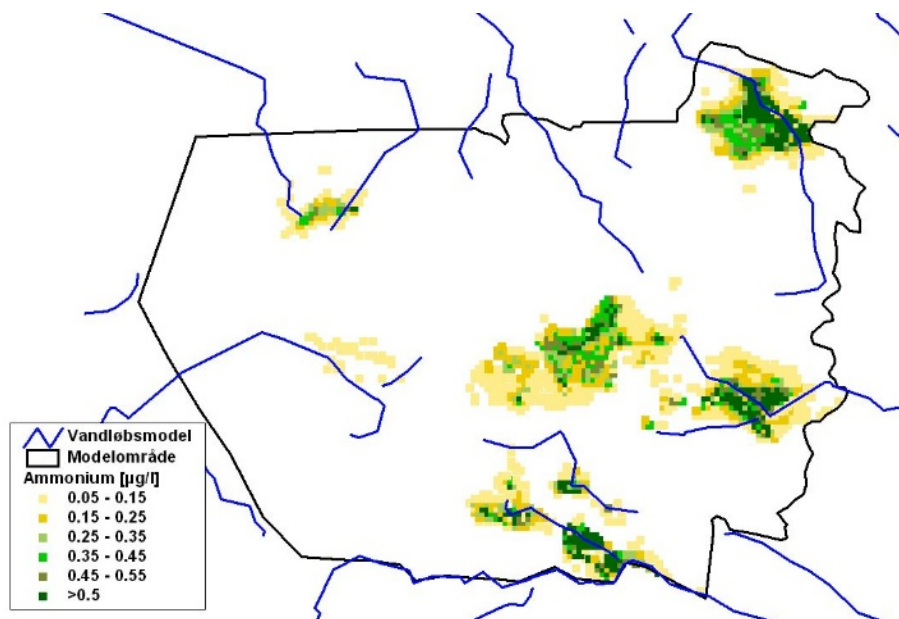 Vandløbsmodel
Modelområde
Ammonium [µg/l]
0.05 - 0.15
0.15 - 0.25
0.25 - 0.35
0.35 - 0.45
0.45 - 0.55
>0.5